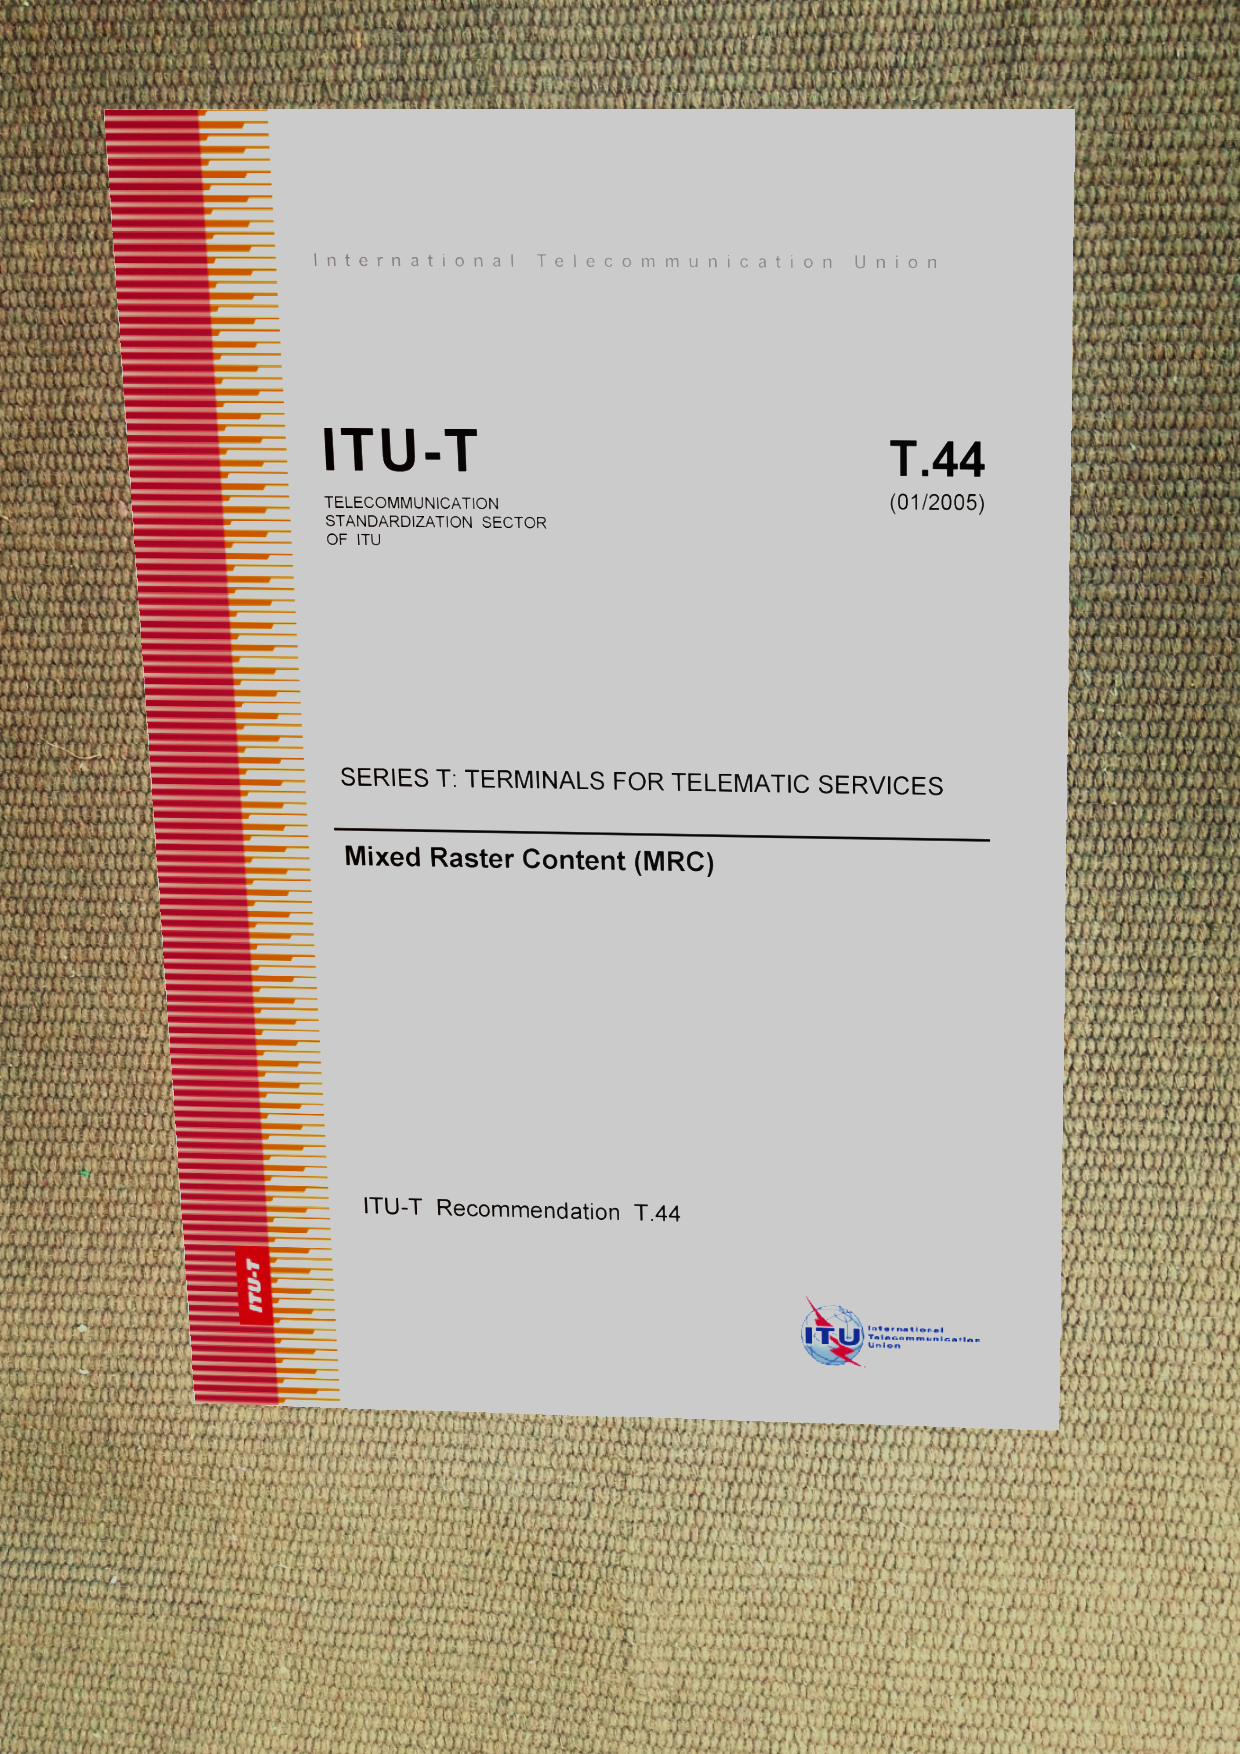 International Telecommunication Union
ITU-T
T.44
TELECOMMUNICATION
STANDARDIZATION SECTOR
OF ITU
(01/2005)
SERIES T: TERMINALS FOR TELEMATIC SERVICES
Mixed Raster Content (MRC)
ITU-T Recommendation T.44
ITU-T
ITU
International
Telecommunication
Union